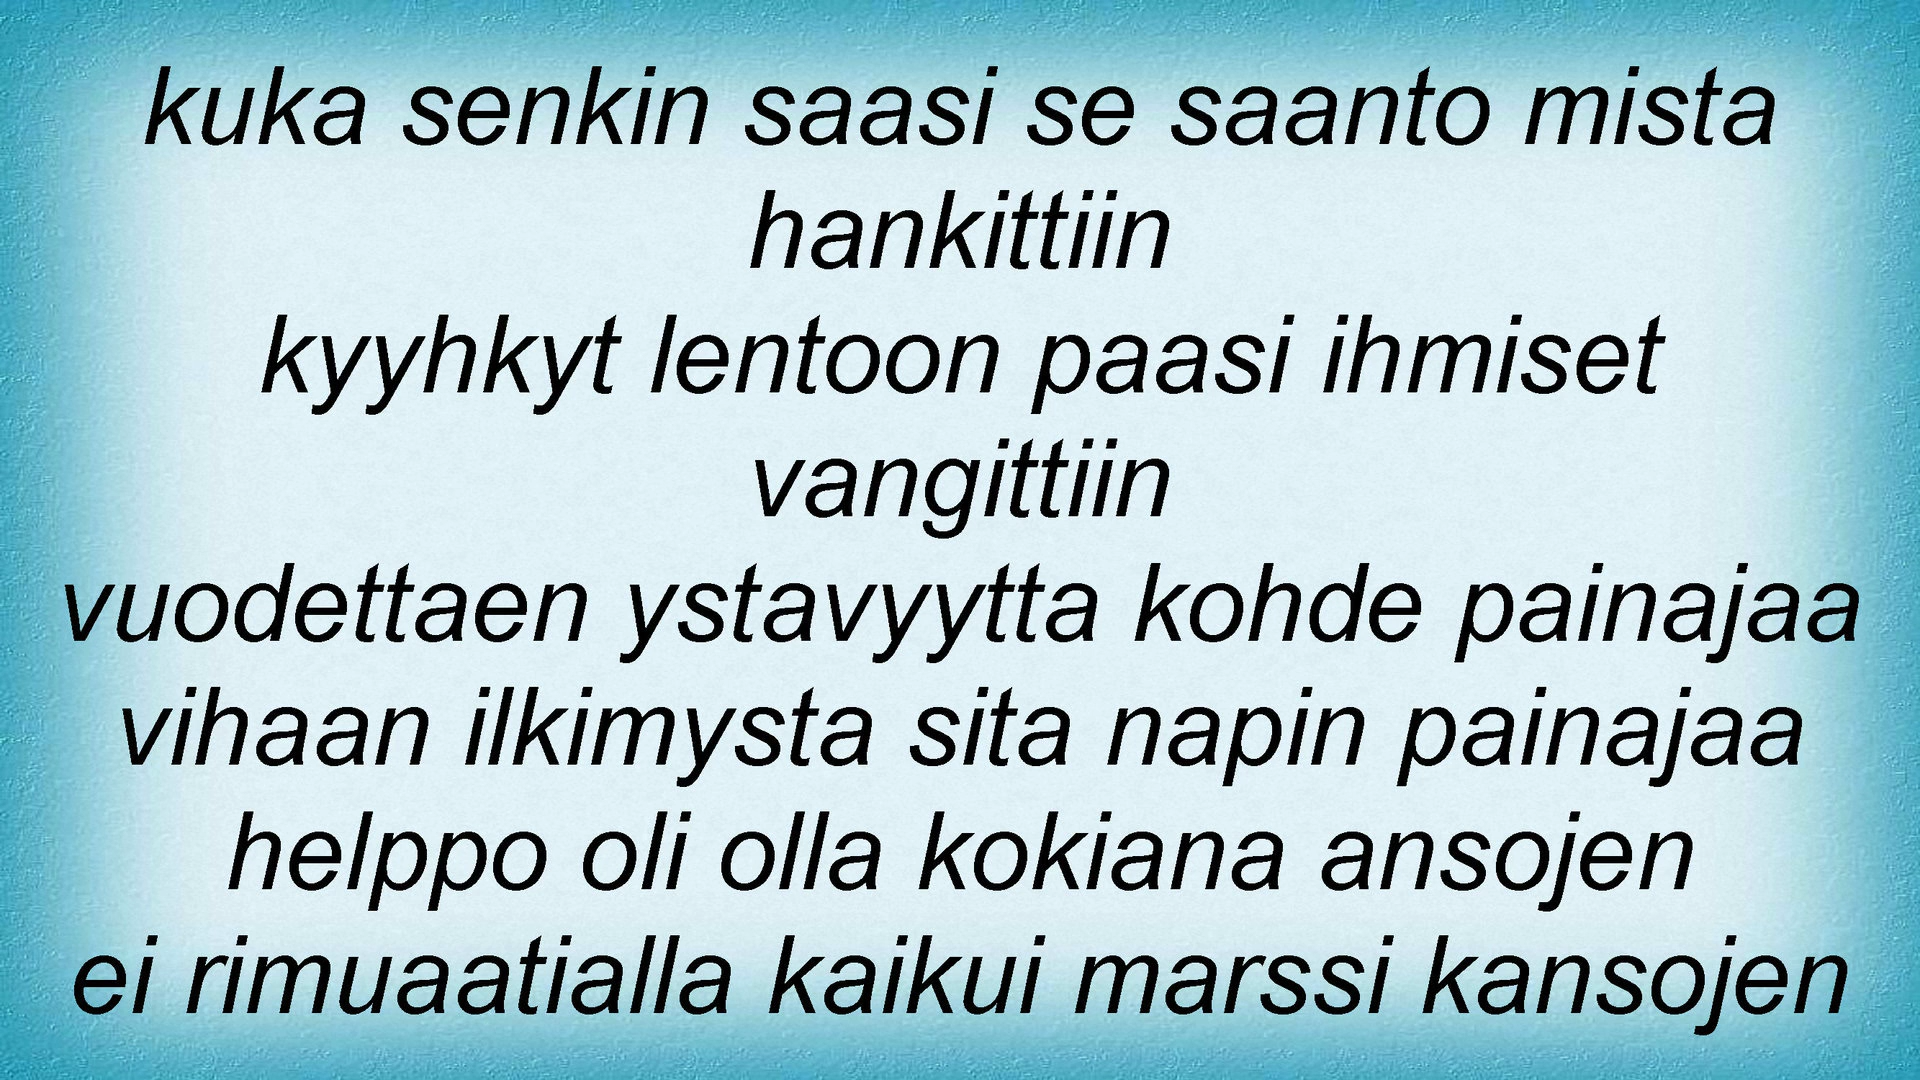 kuka senkin saasi se saanto mista
hankittiin
kyyhkyt lentoon paasi ihmiset
vangittiin
vuodettaen ystavyytta kohde painajaa
vihaan ilkimysta sita napin painajaa
helppo oli olla kokiana ansojen
ei rimuaatialla kaikui marssi kansojen